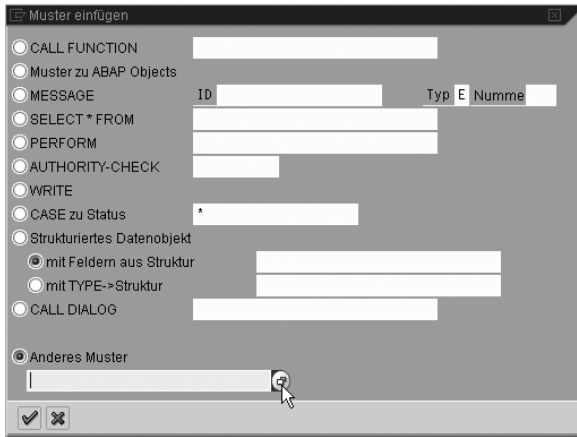 Muster einfügen
CALL FUNCTION
Muster zu ABAP Objects
MESSAGE ID Typ E Numme
SELECT * FROM
PERFORM
AUTHORITY-CHECK
WRITE
CASE zu Status *
Strukturiertes Datenobjekt
mit Feldern aus Struktur
mit TYPE->Struktur
CALL DIALOG
Anderes Muster